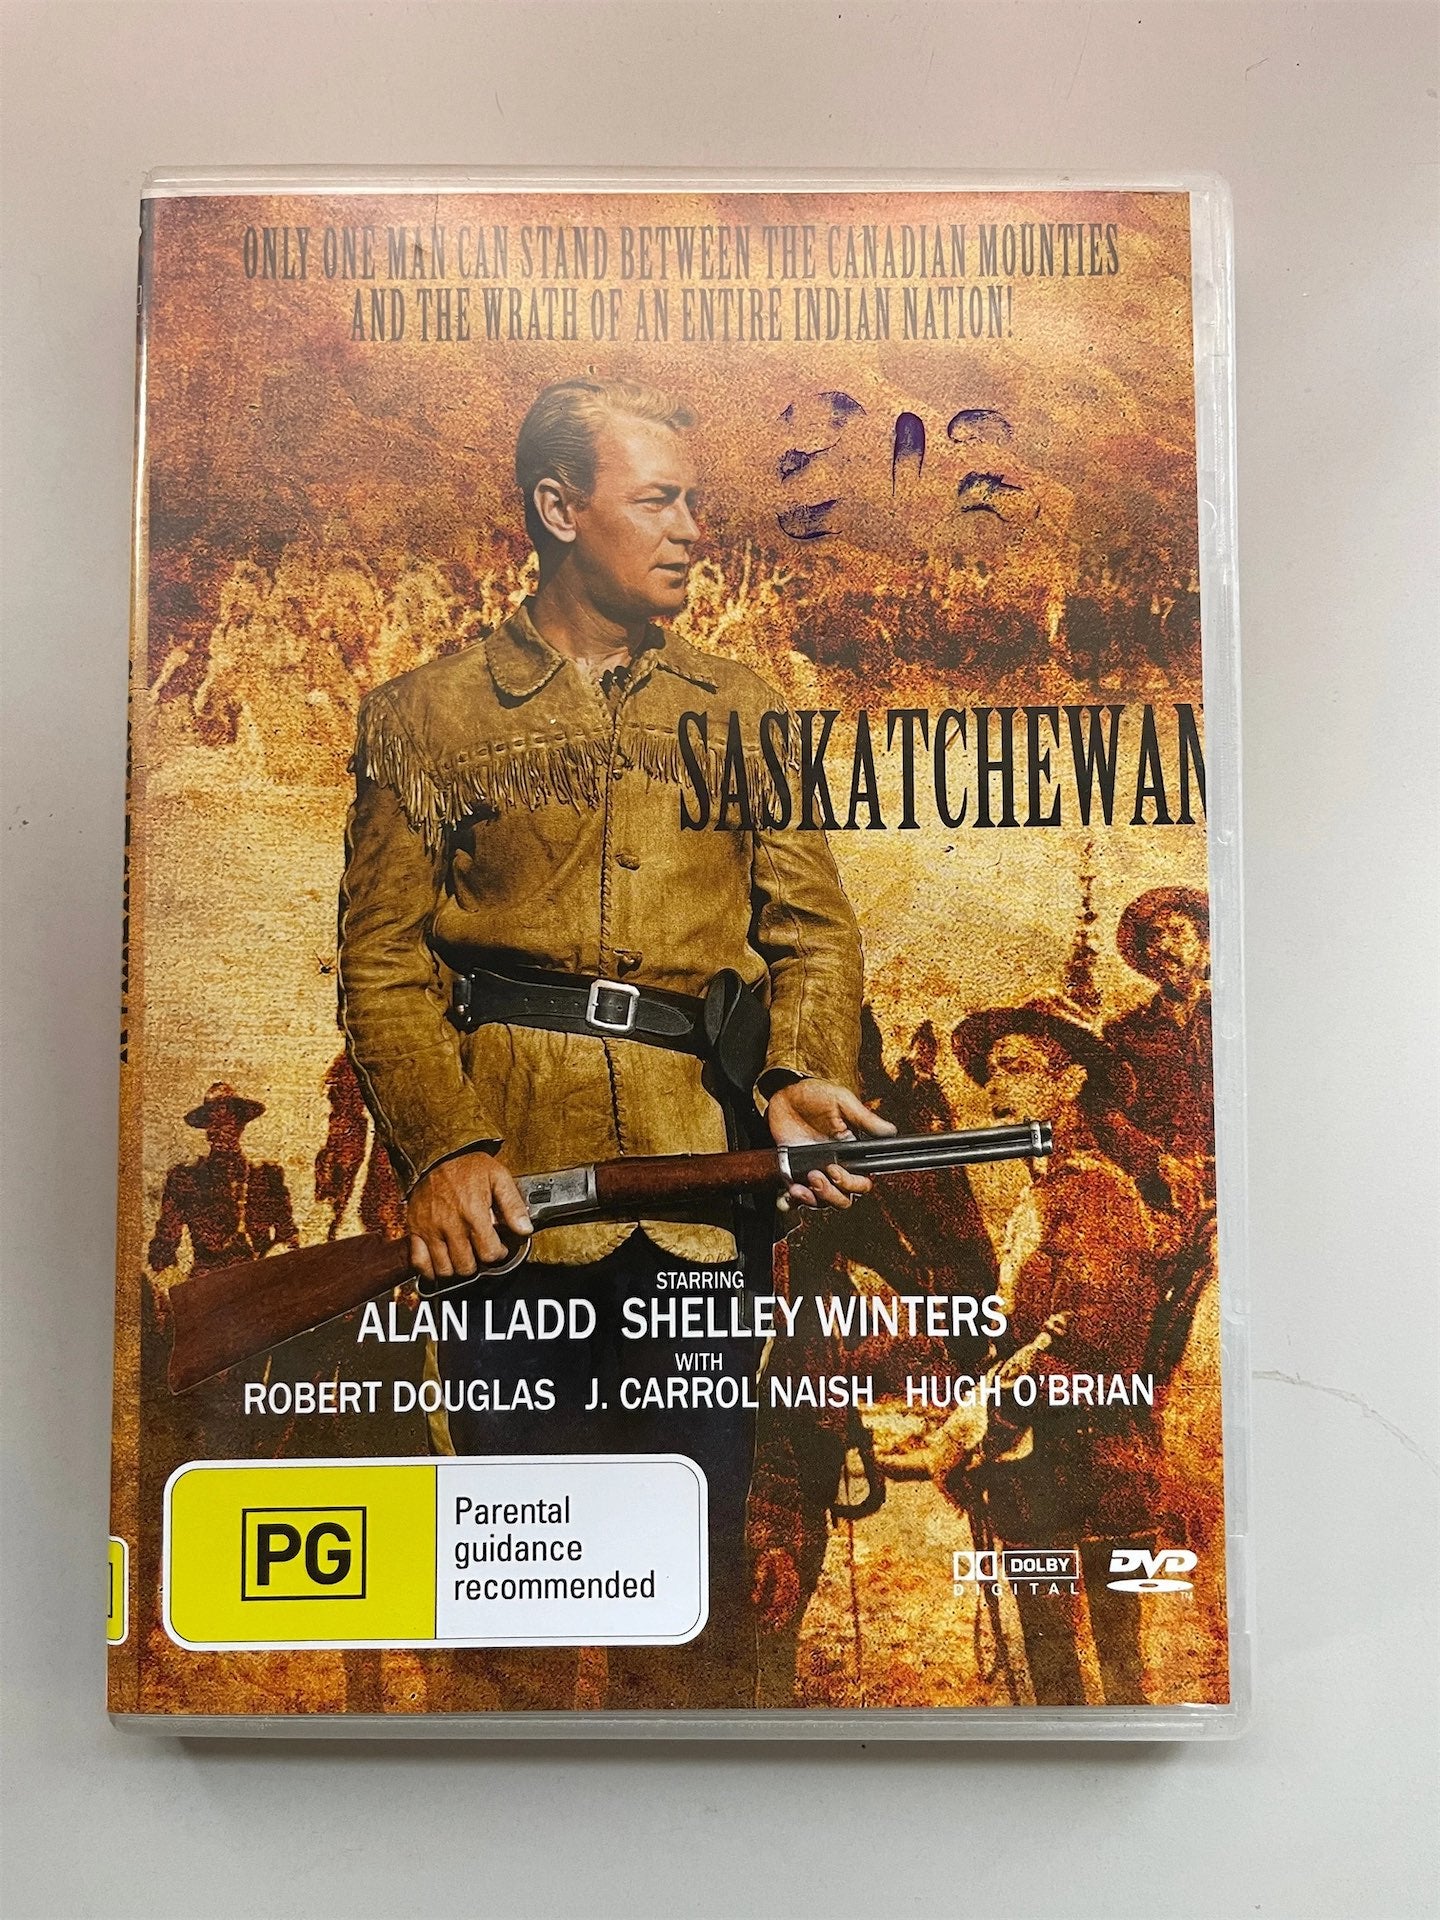 ONLY ONE MAN CAN STAND BETWEEN THE CANADIAN MOUNTIES
AND THE WRATH OF AN ENTIRE INDIAN NATION!
SASKATCHEWAN
STARRING
ALAN LADD SHELLEY WINTERS
WITH
ROBERT DOUGLAS J. CARROL NAISH HUGH O'BRIAN
PG
Parental
guidance
recommended
DOLBY
DIGITAL
DVD